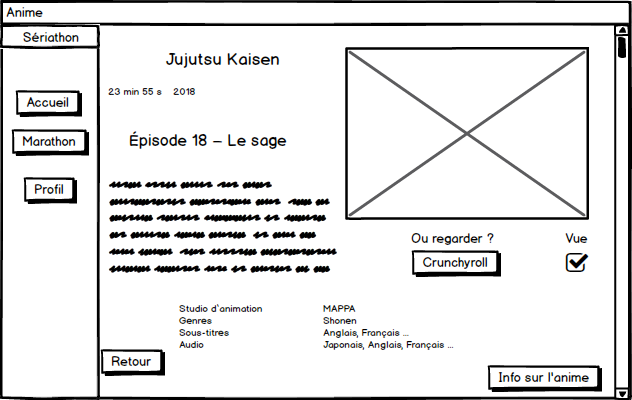 Anime
Sériathon
Accueil
Marathon
Profil
Jujutsu Kaisen
23 min 55 s 2018
Épisode 18 – Le sage
Ou regarder ?
Crunchyroll
Vue
Studio d'animation MAPPA
Genres Shonen
Sous-titres Anglais, Français ...
Audio Japonais, Anglais, Français ...
Retour
Info sur l'anime